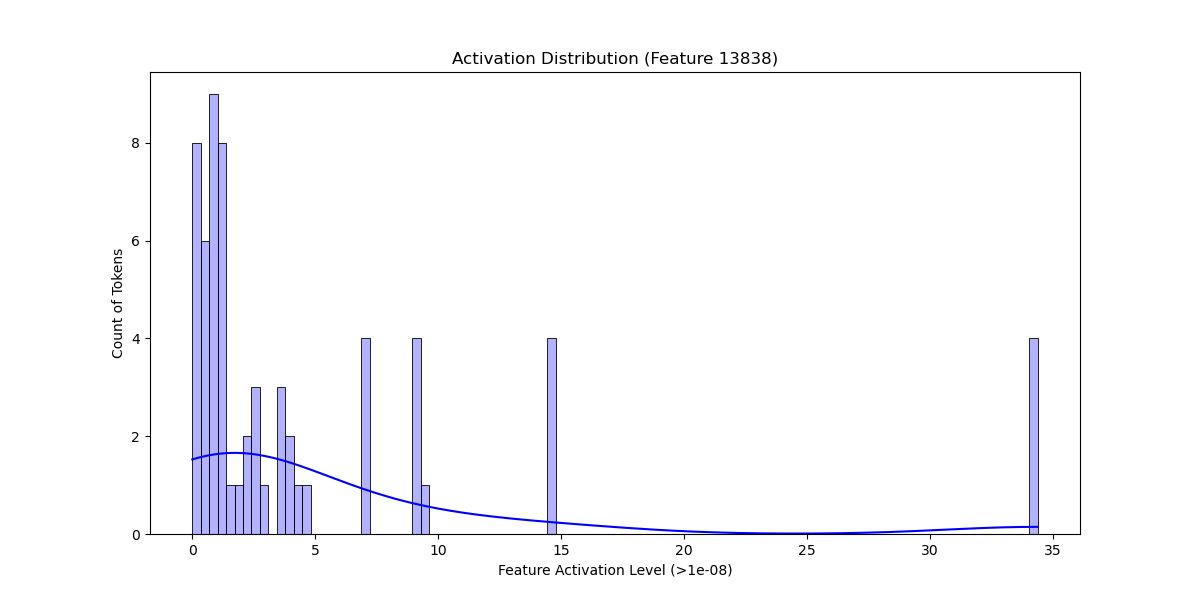 Activation Distribution (Feature 13838)
Count of Tokens
8
6
4
2
0
0 5 10 15 20 25 30 35
Feature Activation Level (>1e-08)